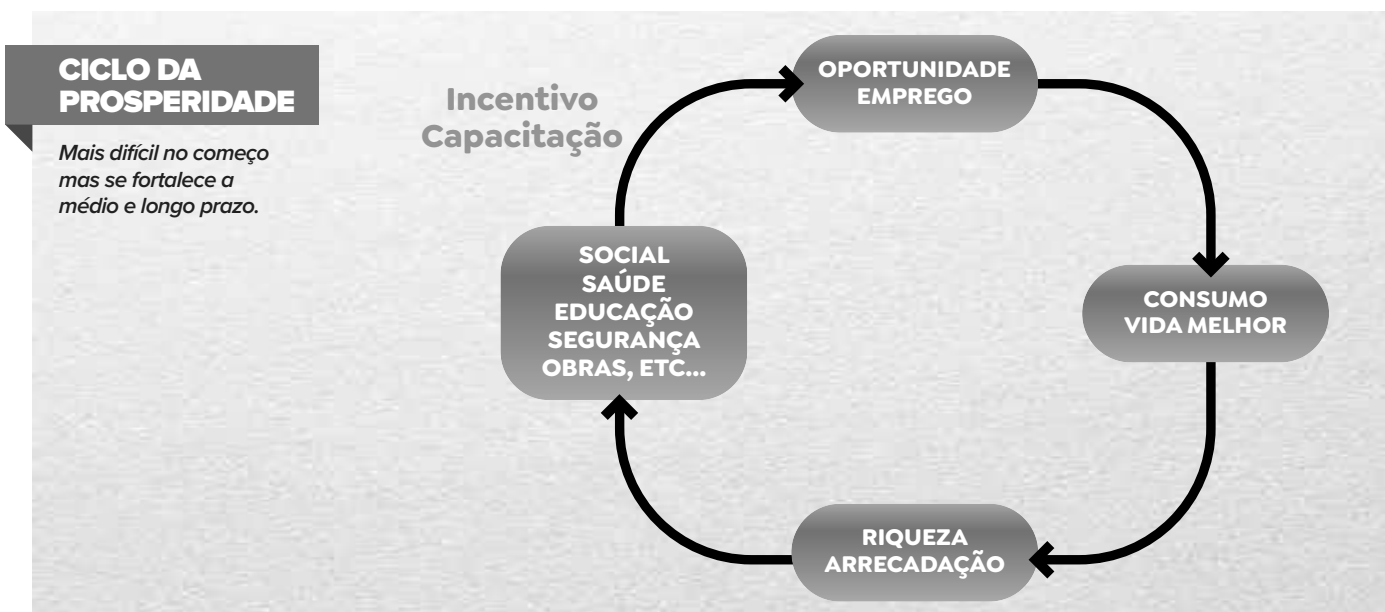 CICLO DA
PROSPERIDADE
Mais difícil no começo
mas se fortalece a
médio e longo prazo.
Incentivo
Capacitação
OPORTUNIDADE
EMPREGO
CONSUMO
VIDA MELHOR
RIQUEZA
ARRECADAÇÃO
SOCIAL
SAÚDE
EDUCAÇÃO
SEGURANÇA
OBRAS, ETC...